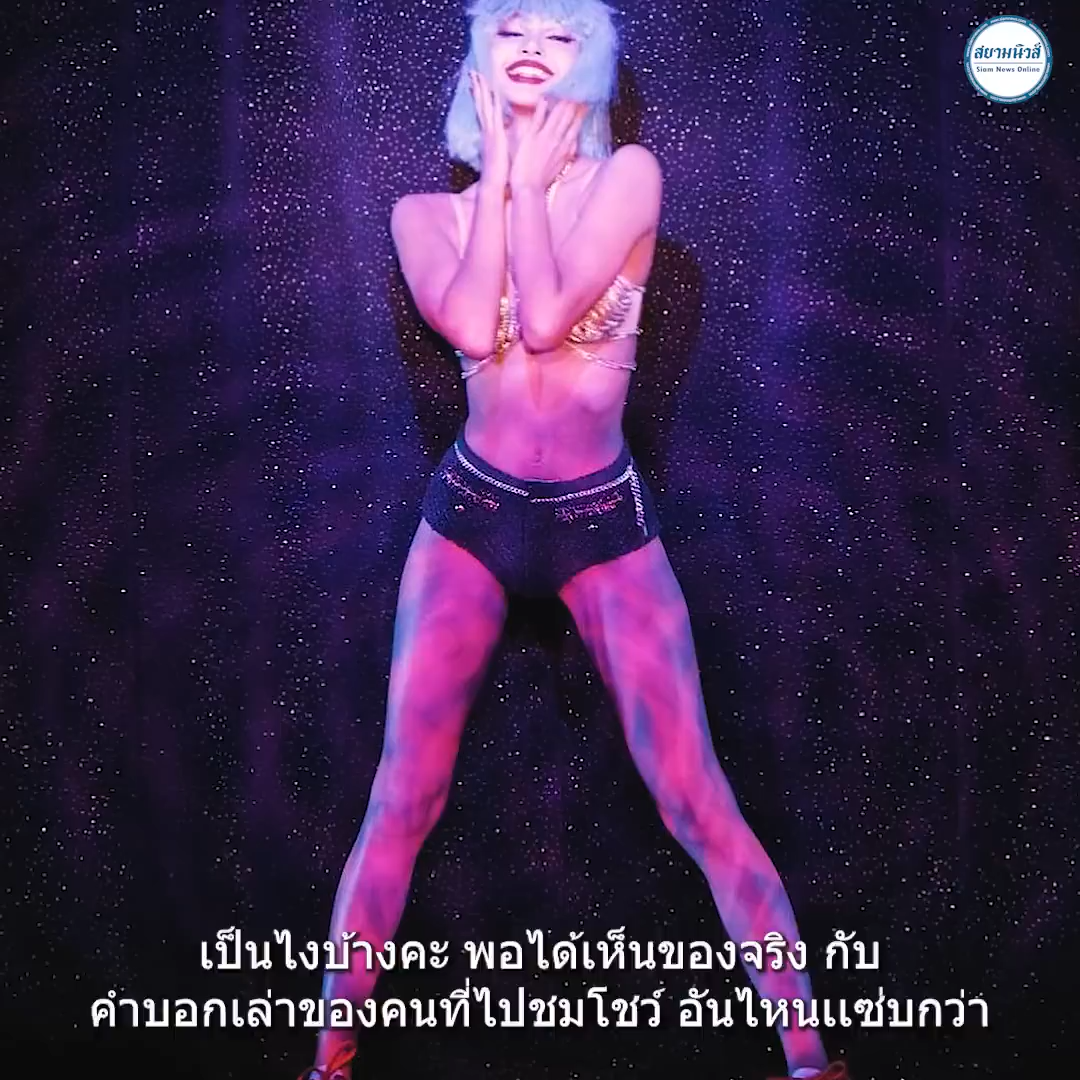 สยามนิวส์
Siam News Online
เป็นไงบ้างคะ พอได้เห็นของจริง กับ
คำบอกเล่าของคนที่ไปชมโชว์ อันไหนแซ่บกว่า